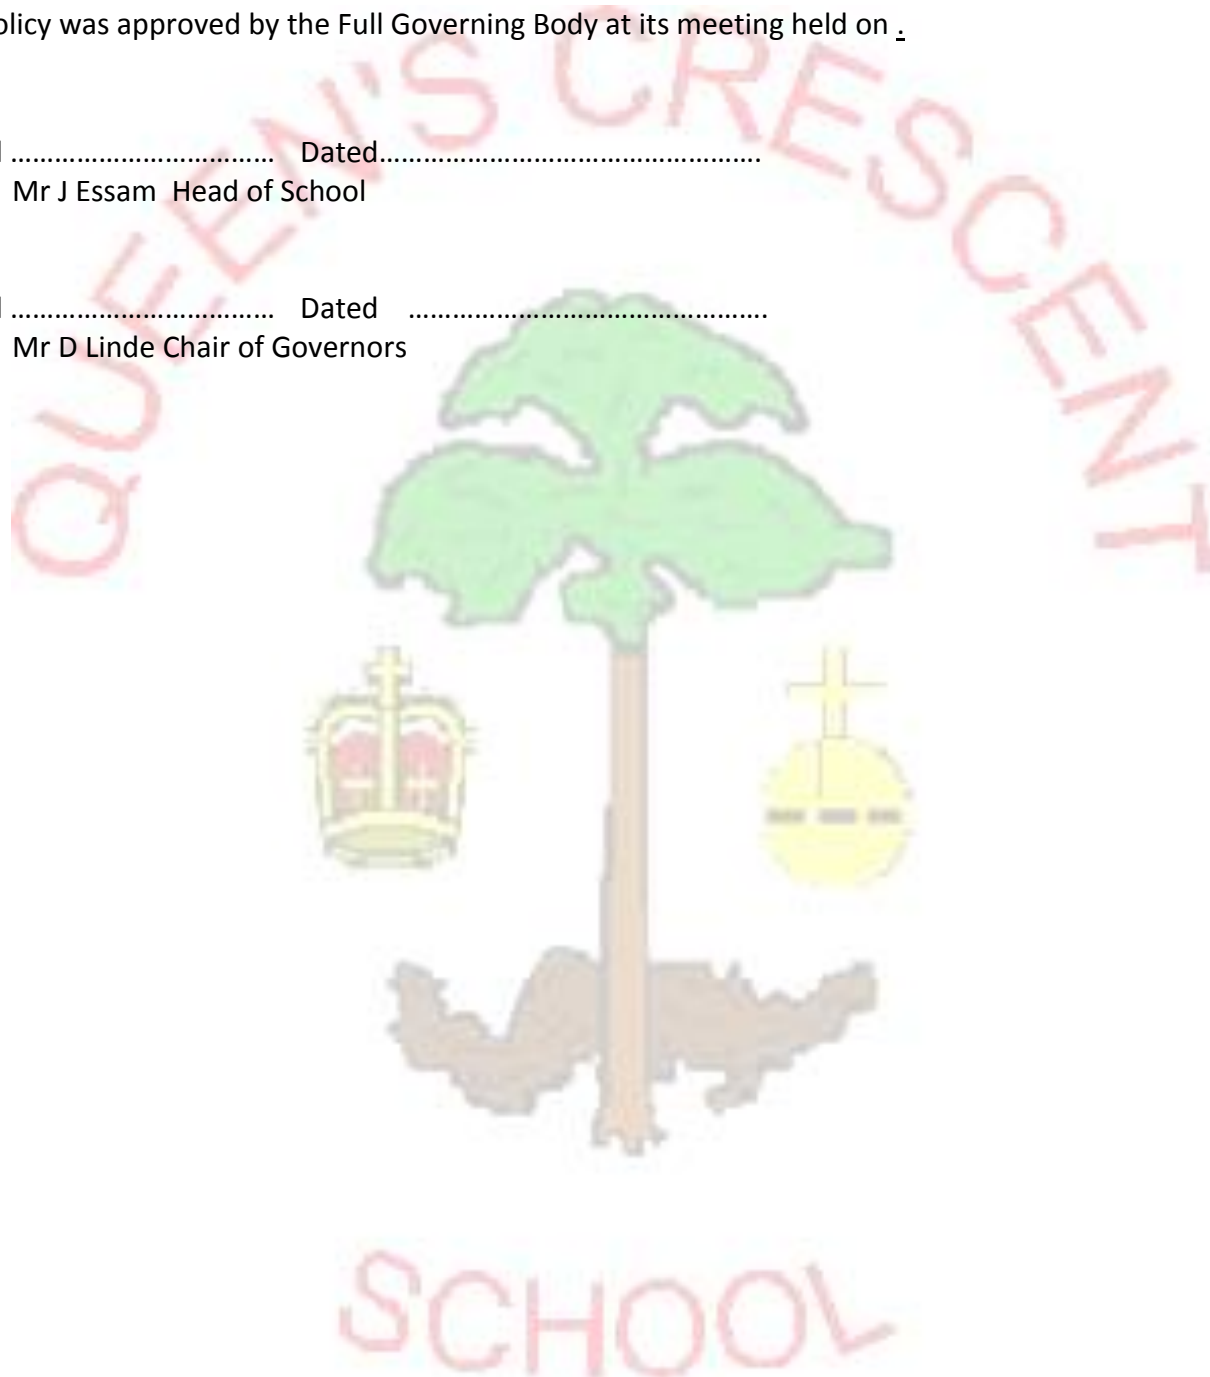 olicy was approved by the Full Governing Body at its meeting held on .
………………………………  Dated…………………………………………….
Mr J Essam  Head of School
………………………………  Dated  ………………………………………….
Mr D Linde Chair of Governors
QUEEN'S CRESCENT
SCHOOL